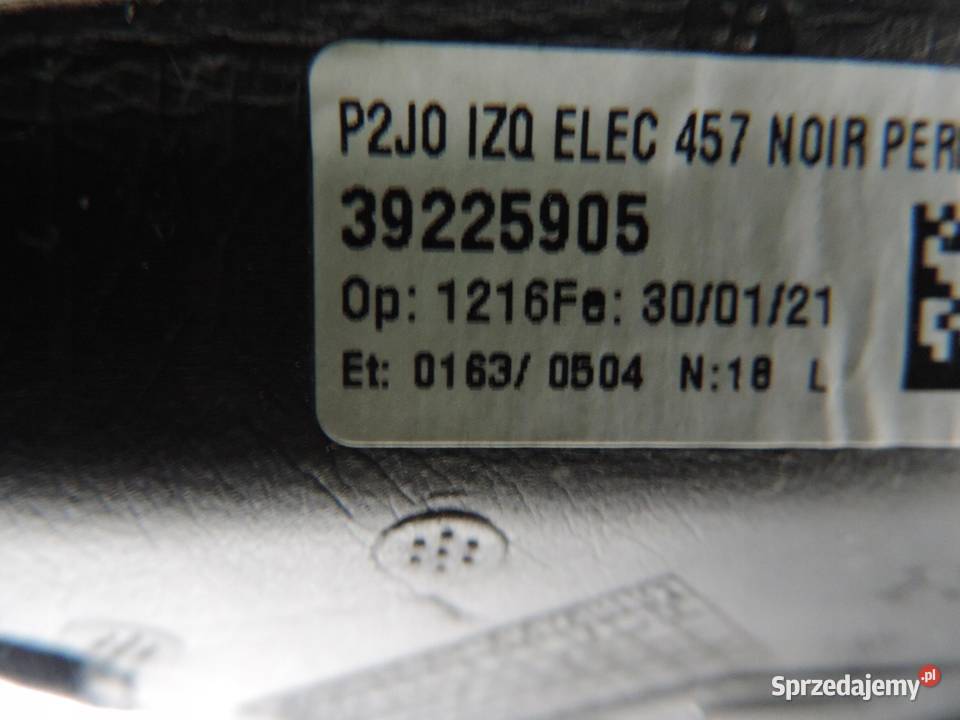 P2JO IZQ ELEC 457 NOIR
39225905
Op: 1216Fe: 30/01/21
Et: 0163/ 0504 N:18 L
Sprzedajemy.pl